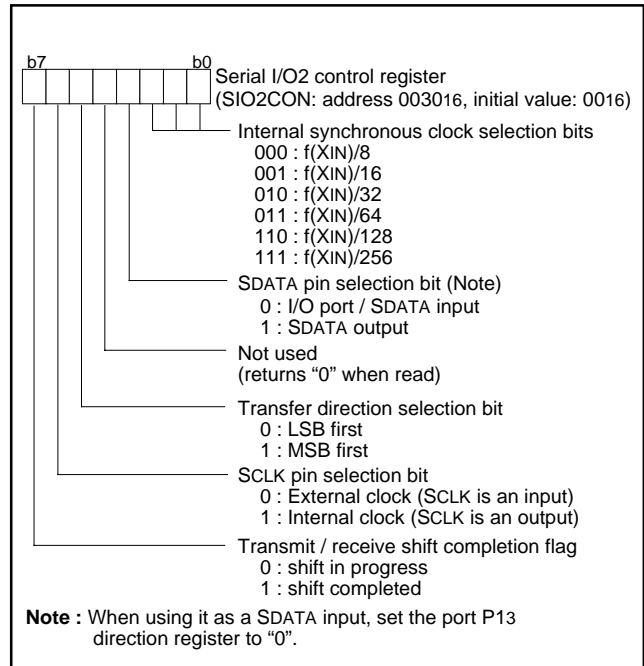 b7 b0
Serial I/O2 control register
(SIO2CON: address 003016, initial value: 0016)
Internal synchronous clock selection bits
000 : f(XIN)/8
001 : f(XIN)/16
010 : f(XIN)/32
011 : f(XIN)/64
110 : f(XIN)/128
111 : f(XIN)/256
SDATA pin selection bit (Note)
0 : I/O port / SDATA input
1 : SDATA output
Not used
(returns “0” when read)
Transfer direction selection bit
0 : LSB first
1 : MSB first
SCLK pin selection bit
0 : External clock (SCLK is an input)
1 : Internal clock (SCLK is an output)
Transmit / receive shift completion flag
0 : shift in progress
1 : shift completed
Note : When using it as a SDATA input, set the port P13
direction register to “0”.